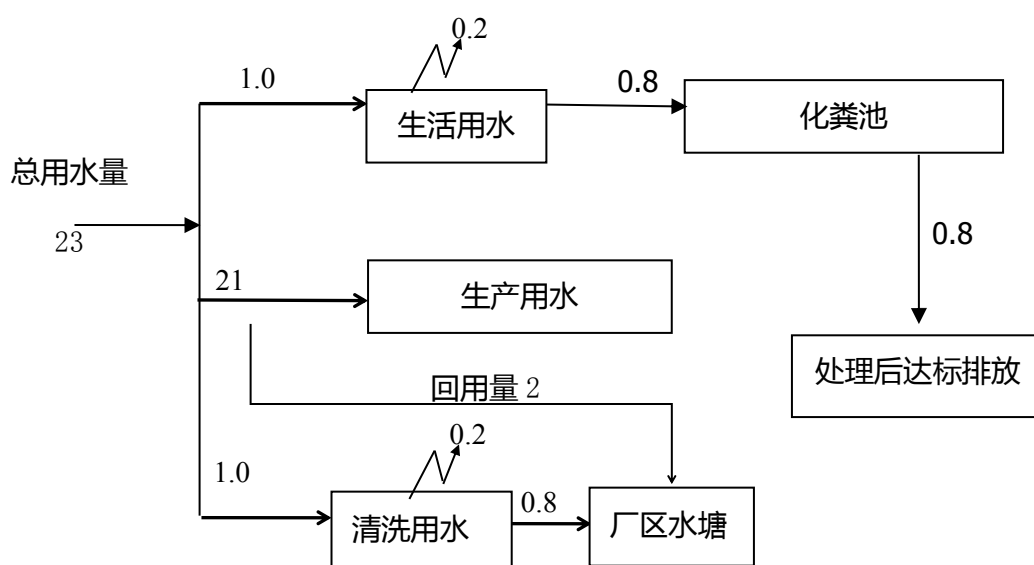 0.2
1.0
生活用水
0.8
化粪池
总用水量
23
0.8
21
生产用水
处理后达标排放
回用量 2
0.2
1.0
清洗用水
0.8
厂区水塘